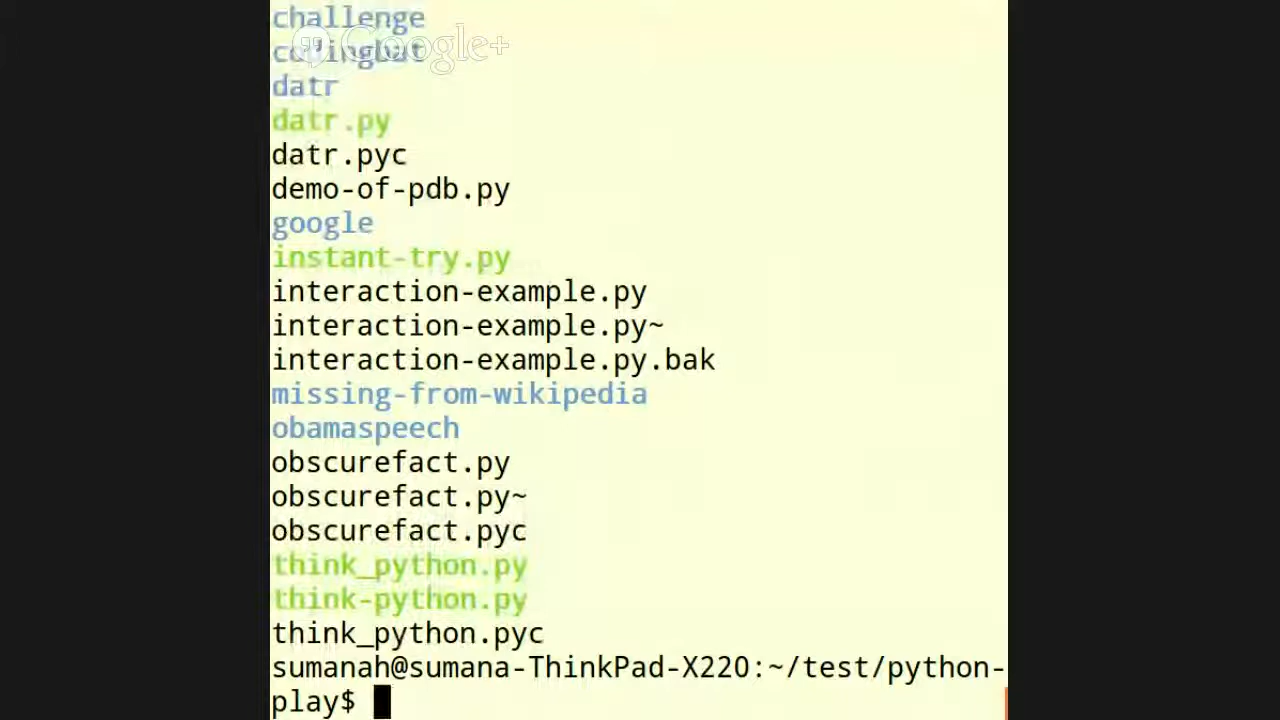 challenge
Google+
codingbat
datr
datr.py
datr.pyc
demo-of-pdb.py
google
instant-try.py
interaction-example.py
interaction-example.py~
interaction-example.py.bak
missing-from-wikipedia
obamaspeech
obscurefact.py
obscurefact.py~
obscurefact.pyc
think_python.py
think-python.py
think_python.pyc
sumanah@sumana-ThinkPad-X220:~/test/python-
play$